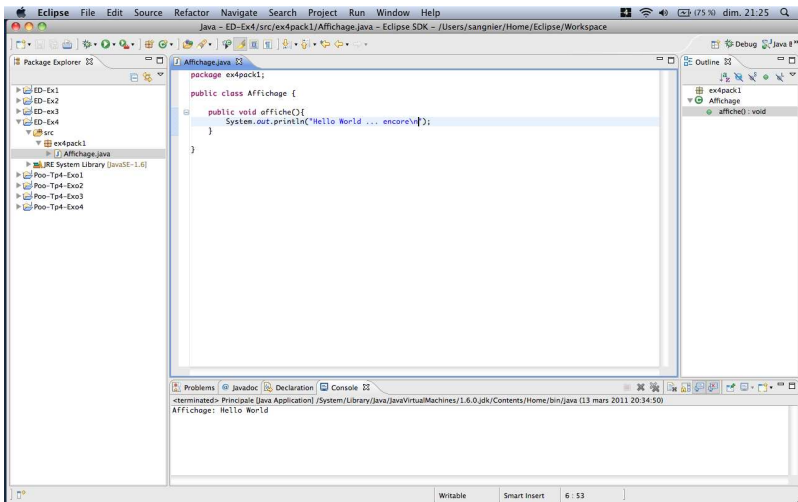 Eclipse File Edit Source Refactor Navigate Search Project Run Window Help (75 %) dim. 21:25
Java – ED-Ex4/src/ex4pack1/Affichage.java – Eclipse SDK – /Users/sangnier/Home/Eclipse/Workspace
Debug Java
Package Explorer
ED-Ex1
ED-Ex2
ED-ex3
ED-Ex4
src
ex4pack1
Affichage.java
JRE System Library [JavaSE-1.6]
Poo-Tp4-Exo1
Poo-Tp4-Exo2
Poo-Tp4-Exo3
Poo-Tp4-Exo4
Affichage.java
package ex4pack1;
public class Affichage {
public void affiche(){
System.out.println("Hello World ... encore\n");
}
}
Outline
ex4pack1
Affichage
affiche() : void
Problems @ Javadoc Declaration Console
<terminated> Principale [Java Application] /System/Library/Java/JavaVirtualMachines/1.6.0.jdk/Contents/Home/bin/java (13 mars 2011 20:34:50)
Affichage: Hello World
Writable Smart Insert 6 : 53